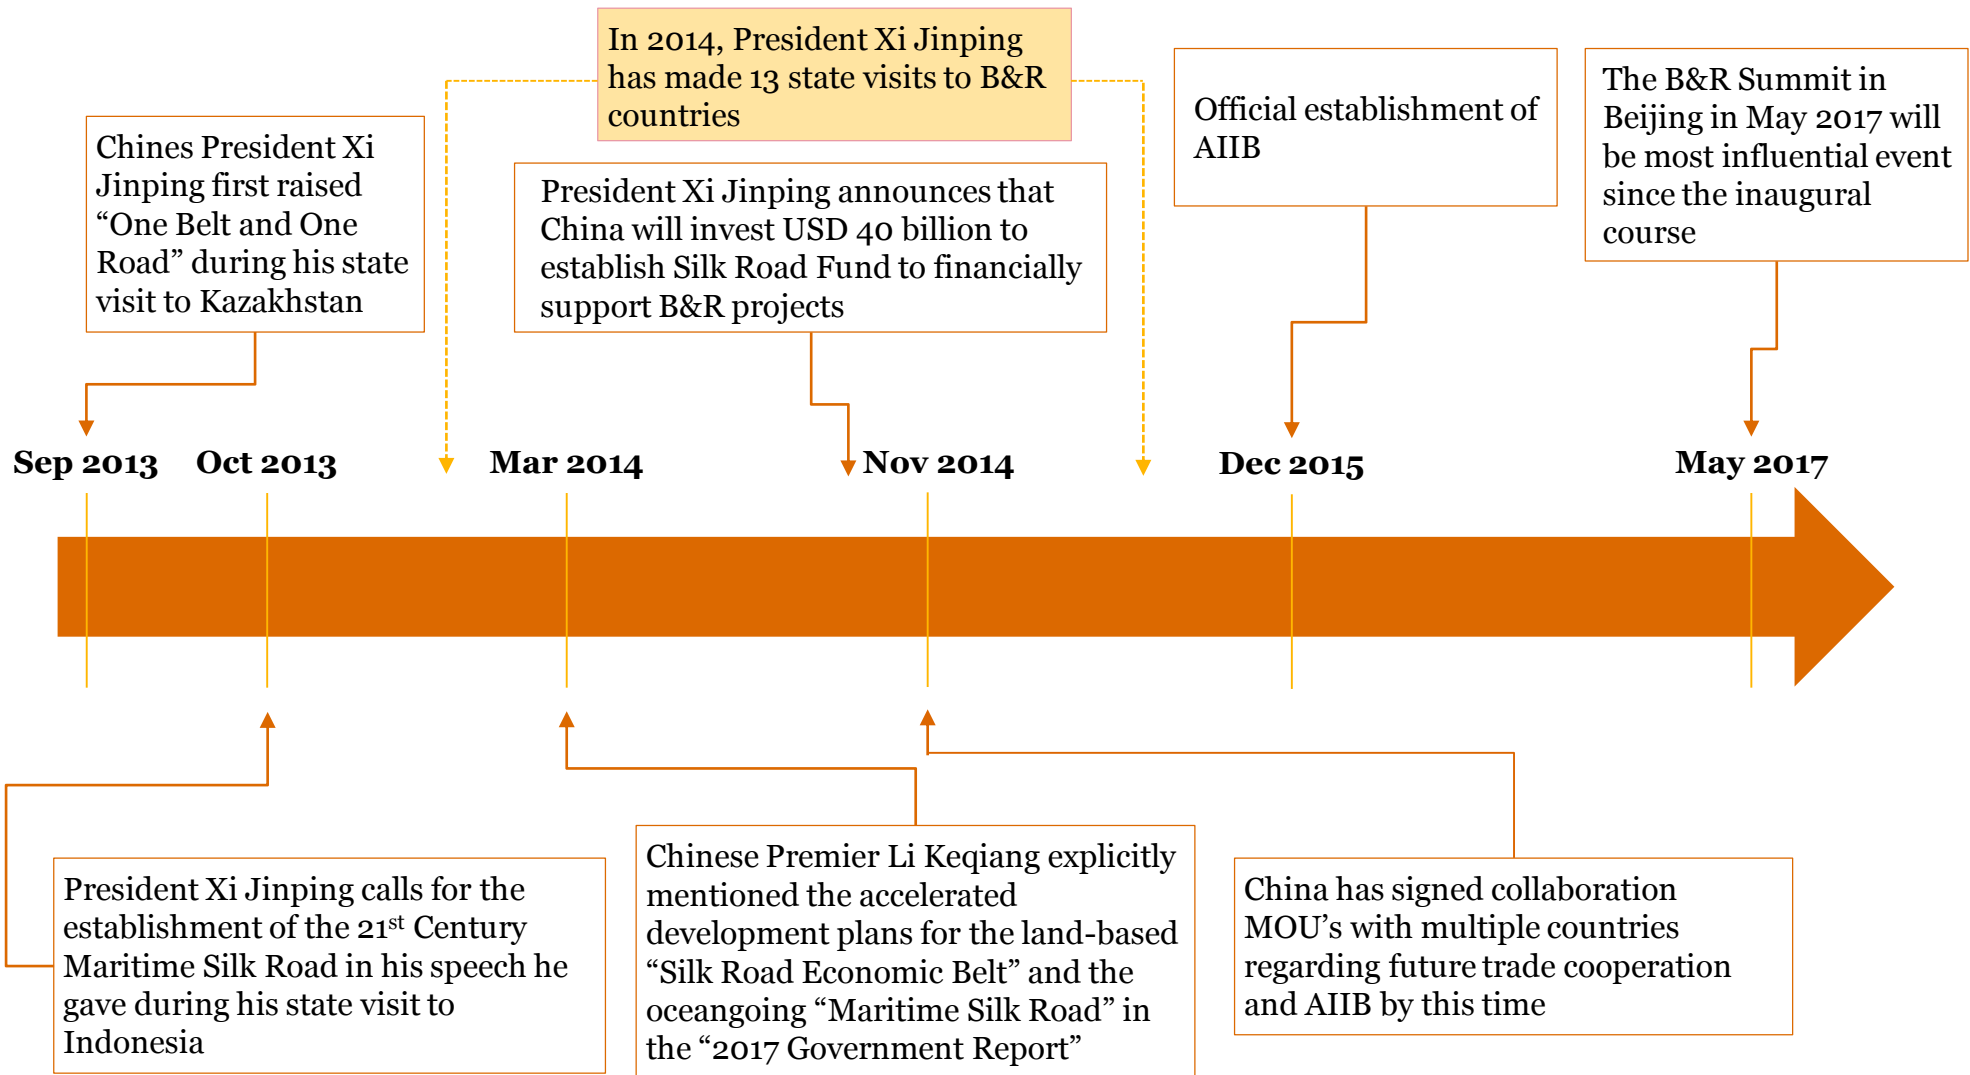 In 2014, President Xi Jinping
has made 13 state visits to B&R
countries
Chines President Xi
Jinping first raised
“One Belt and One
Road” during his state
visit to Kazakhstan
President Xi Jinping announces that
China will invest USD 40 billion to
establish Silk Road Fund to financially
support B&R projects
Official establishment of
AIIB
The B&R Summit in
Beijing in May 2017 will
be most influential event
since the inaugural
course
Sep 2013
Oct 2013
Mar 2014
Nov 2014
Dec 2015
May 2017
President Xi Jinping calls for the
establishment of the 21st Century
Maritime Silk Road in his speech he
gave during his state visit to
Indonesia
Chinese Premier Li Keqiang explicitly
mentioned the accelerated
development plans for the land-based
“Silk Road Economic Belt” and the
oceangoing “Maritime Silk Road” in
the “2017 Government Report”
China has signed collaboration
MOU’s with multiple countries
regarding future trade cooperation
and AIIB by this time